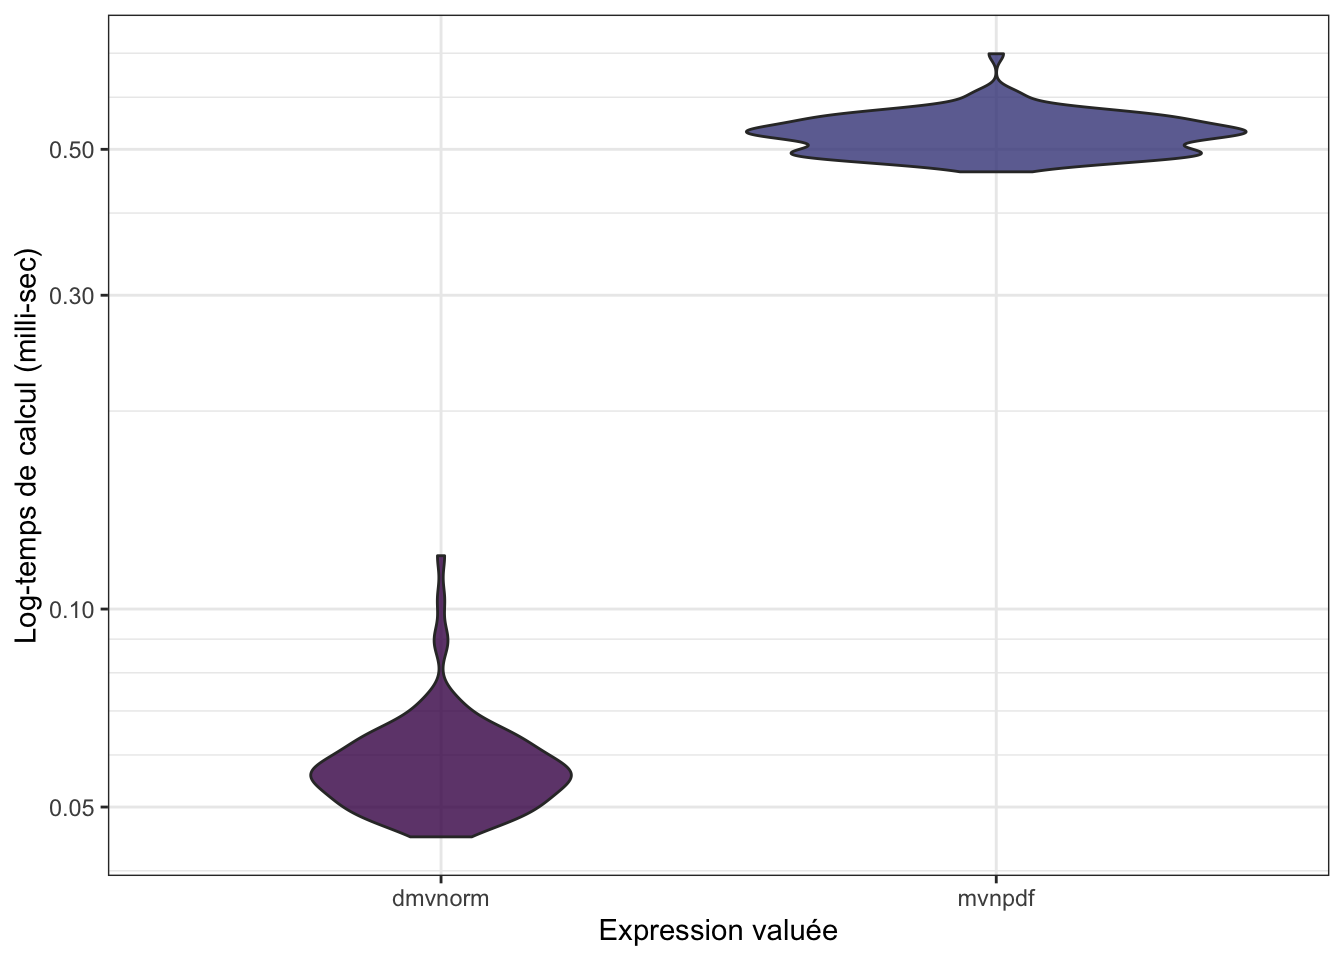 Log-temps de calcul (milli-sec)
0.50
0.30
0.10
0.05
dmvnorm
mvnpdf
Expression valuée